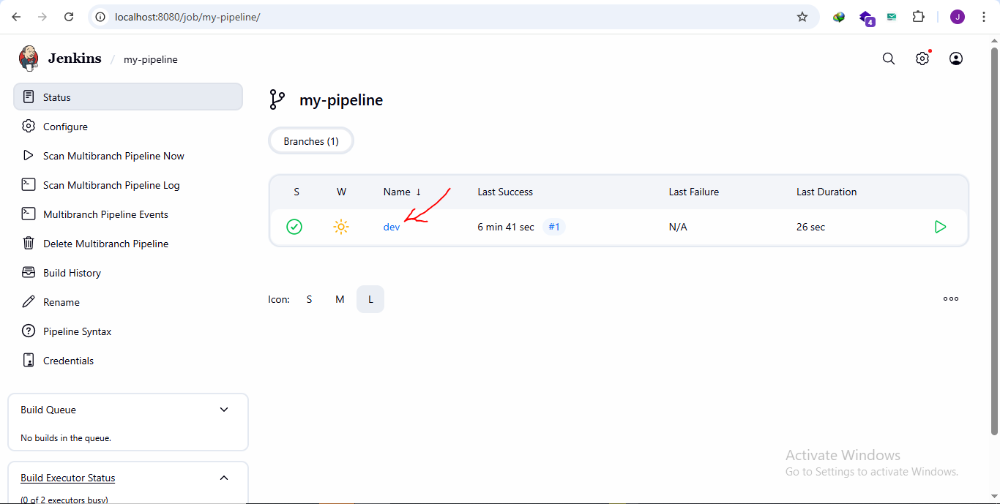 localhost:8080/job/my-pipeline/
4
J
Jenkins / my-pipeline
Status
Configure
Scan Multibranch Pipeline Now
Scan Multibranch Pipeline Log
Multibranch Pipeline Events
Delete Multibranch Pipeline
Build History
Rename
Pipeline Syntax
Credentials
Build Queue
No builds in the queue.
Build Executor Status
(0 of 2 executors busy)
my-pipeline
Branches (1)
S W Name ↓ Last Success Last Failure Last Duration
dev 6 min 41 sec #1 N/A 26 sec
Icon: S M L
Activate Windows
Go to Settings to activate Windows.